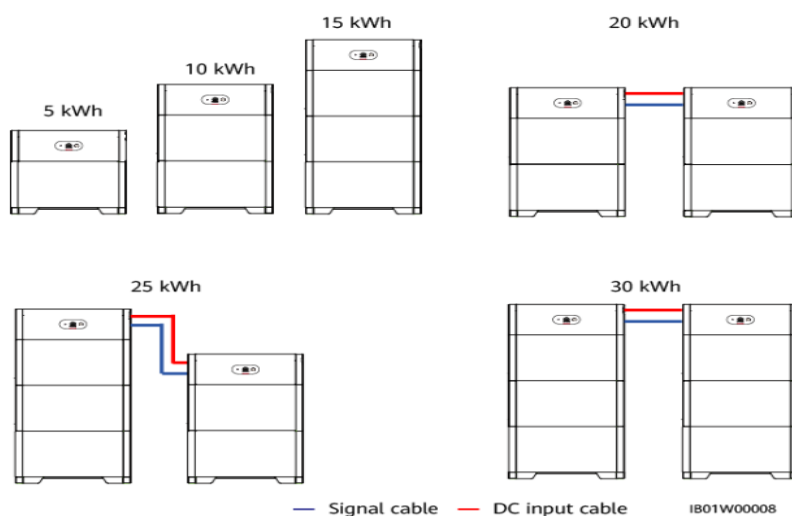 15 kWh
20 kWh
10 kWh
5 kWh
25 kWh
30 kWh
Signal cable
DC input cable
IB01W00008